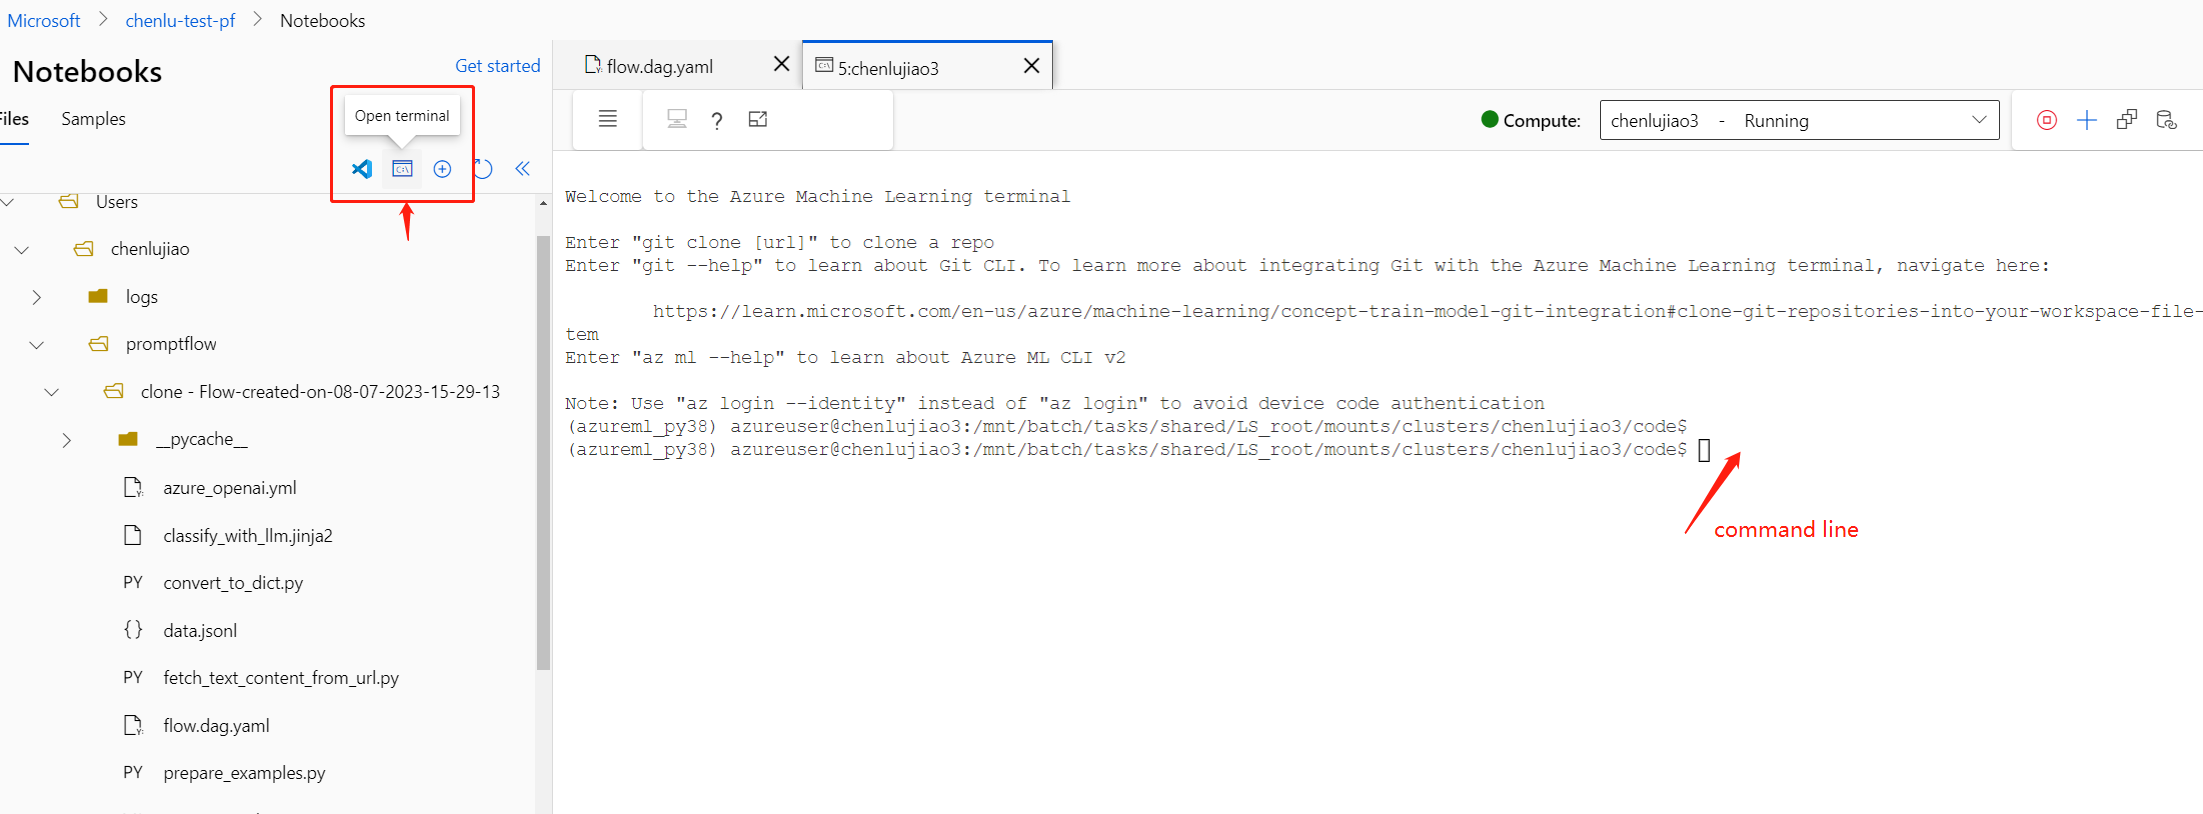 Microsoft > chenlu-test-pf > Notebooks
Notebooks
Get started
Files
Samples
Open terminal
Users
chenlujiao
logs
promptflow
clone - Flow-created-on-08-07-2023-15-29-13
__pycache__
azure_openai.yml
classify_with_llm.jinja2
PY convert_to_dict.py
{} data.jsonl
PY fetch_text_content_from_url.py
flow.dag.yaml
PY prepare_examples.py
flow.dag.yaml
5:chenlujiao3
?
Compute:
chenlujiao3 - Running
Welcome to the Azure Machine Learning terminal
Enter "git clone [url]" to clone a repo
Enter "git --help" to learn about Git CLI. To learn more about integrating Git with the Azure Machine Learning terminal, navigate here:
https://learn.microsoft.com/en-us/azure/machine-learning/concept-train-model-git-integration#clone-git-repositories-into-your-workspace-file-
tem
Enter "az ml --help" to learn about Azure ML CLI v2
Note: Use "az login --identity" instead of "az login" to avoid device code authentication
(azureml_py38) azureuser@chenlujiao3:/mnt/batch/tasks/shared/LS_root/mounts/clusters/chenlujiao3/code$
(azureml_py38) azureuser@chenlujiao3:/mnt/batch/tasks/shared/LS_root/mounts/clusters/chenlujiao3/code$
command line